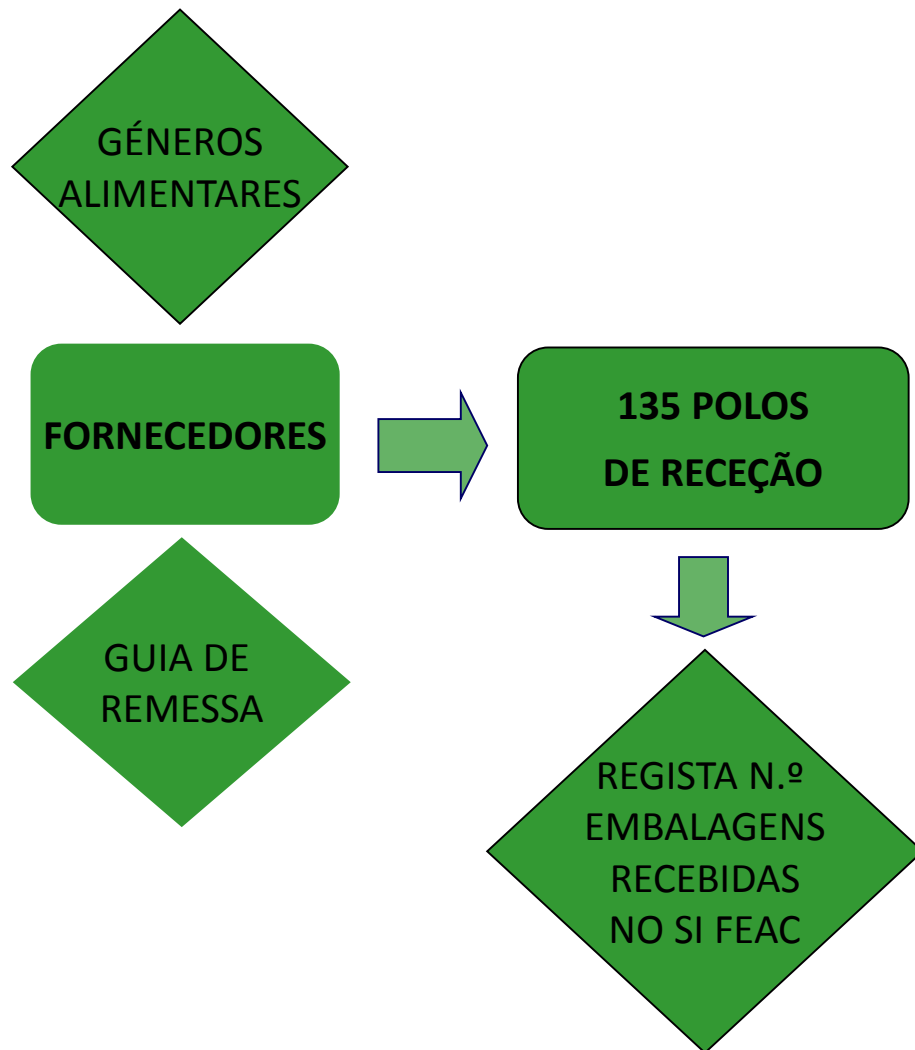 GÉNEROS
ALIMENTARES
FORNECEDORES
135 POLOS
DE RECEÇÃO
GUIA DE
REMESSA
REGISTA N.º
EMBALAGENS
RECEBIDAS
NO SI FEAC